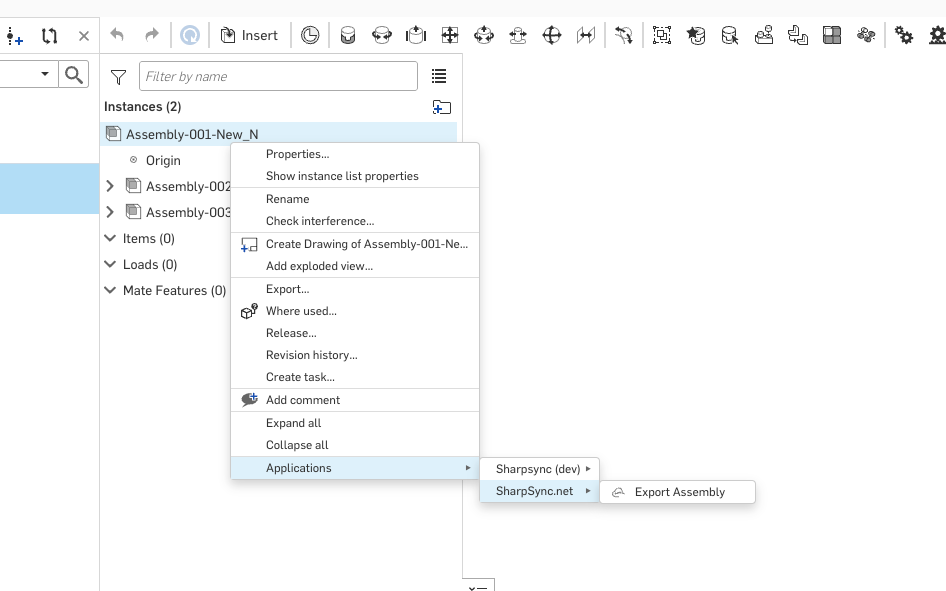 Insert
Filter by name
Instances (2)
Assembly-001-New_N
Origin
Assembly-002
Assembly-003
Items (0)
Loads (0)
Mate Features (0)
Properties...
Show instance list properties
Rename
Check interference...
Create Drawing of Assembly-001-Ne...
Add exploded view...
Export...
Where used...
Release...
Revision history...
Create task...
Add comment
Expand all
Collapse all
Applications
Sharpsync (dev)
SharpSync.net
Export Assembly